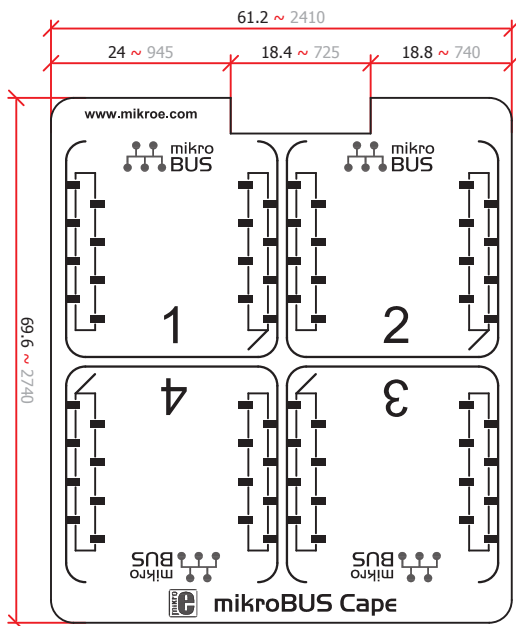 61.2 ~ 2410
24 ~ 945
18.4 ~ 725
18.8 ~ 740
www.mikroe.com
mikro
BUS
mikro
BUS
1
2
69.6 ~ 2740
4
3
BUS
mikro
BUS
mikro
mikro e mikroBUS Cape